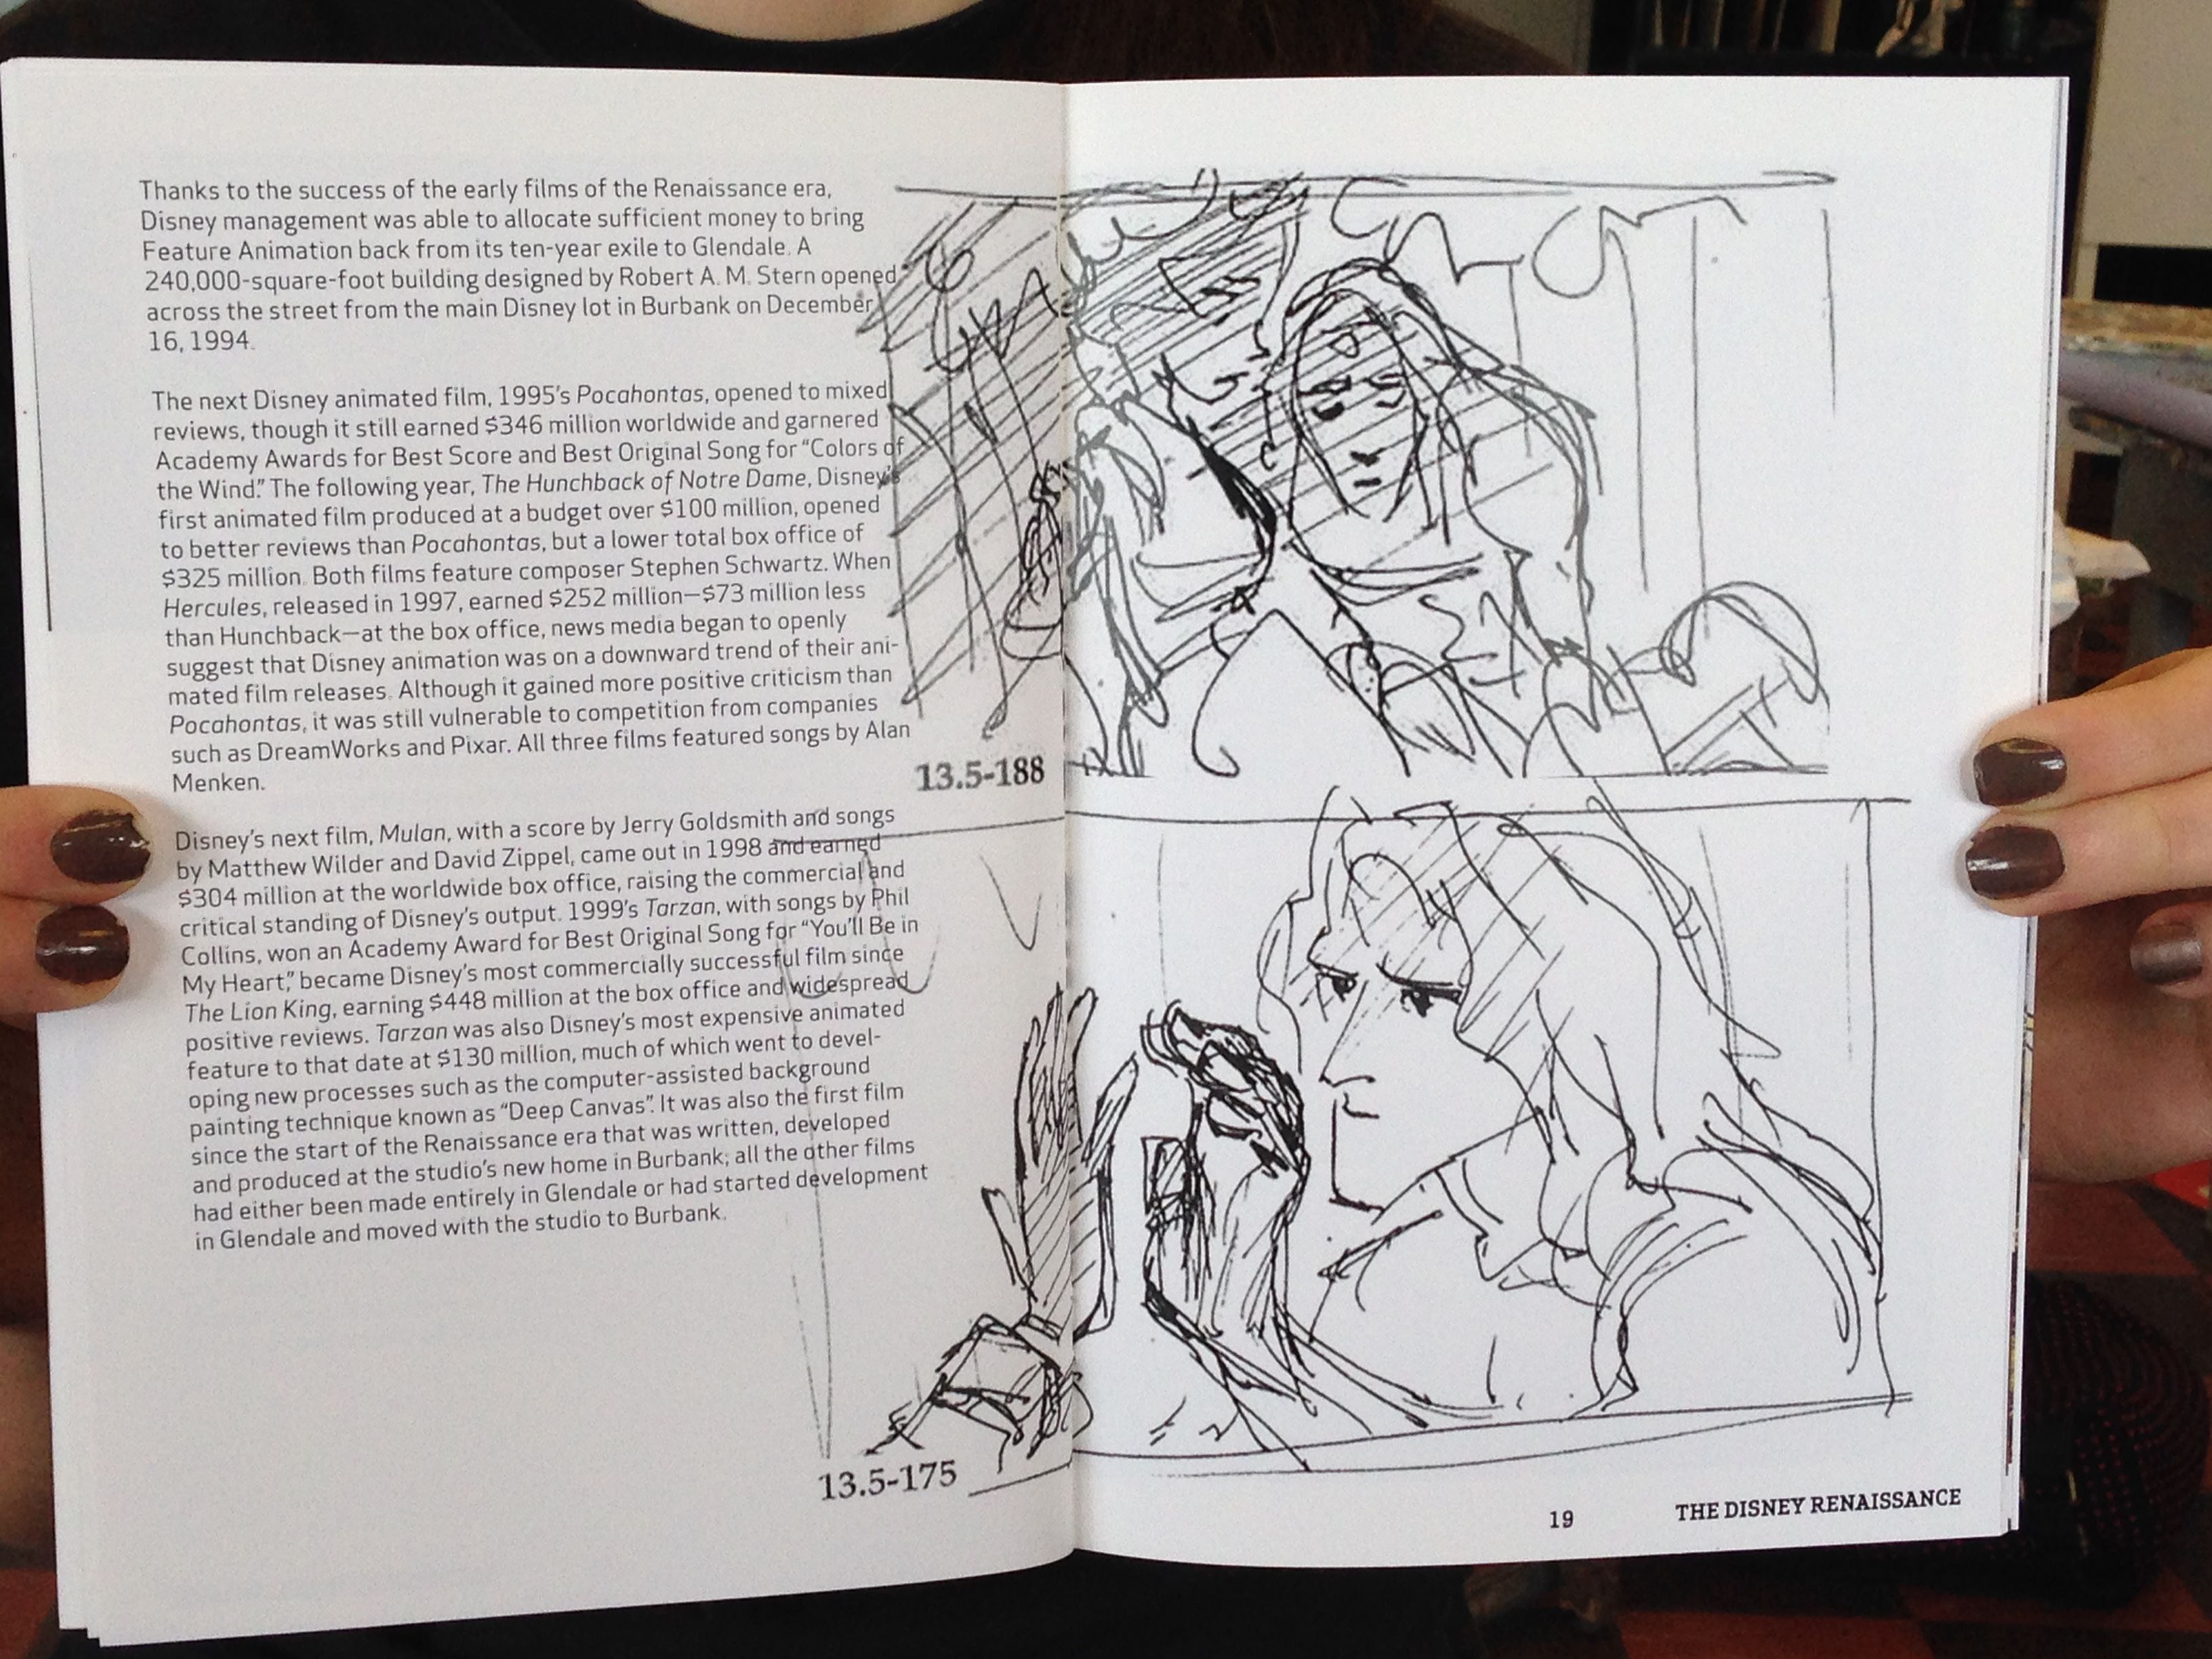 Thanks to the success of the early films of the Renaissance era,
Disney management was able to allocate sufficient money to bring
Feature Animation back from its ten-year exile to Glendale. A
240,000-square-foot building designed by Robert A. M. Stern opened
across the street from the main Disney lot in Burbank on December
16, 1994.
The next Disney animated film, 1995's Pocahontas, opened to mixed
reviews, though it still earned $346 million worldwide and garnered
Academy Awards for Best Score and Best Original Song for “Colors of
the Wind.” The following year, The Hunchback of Notre Dame, Disney's
first animated film produced at a budget over $100 million, opened
to better reviews than Pocahontas, but a lower total box office of
$325 million. Both films feature composer Stephen Schwartz. When
Hercules, released in 1997, earned $252 million—$73 million less
than Hunchback—at the box office, news media began to openly
suggest that Disney animation was on a downward trend of their ani-
mated film releases. Although it gained more positive criticism than
Pocahontas, it was still vulnerable to competition from companies
such as DreamWorks and Pixar. All three films featured songs by Alan
Menken.
Disney's next film, Mulan, with a score by Jerry Goldsmith and songs
by Matthew Wilder and David Zippel, came out in 1998 and earned
$304 million at the worldwide box office, raising the commercial and
critical standing of Disney's output. 1999's Tarzan, with songs by Phil
Collins, won an Academy Award for Best Original Song for “You'll Be in
My Heart,” became Disney's most commercially successful film since
The Lion King, earning $448 million at the box office and widespread
positive reviews. Tarzan was also Disney's most expensive animated
feature to that date at $130 million, much of which went to devel-
oping new processes such as the computer-assisted background
painting technique known as “Deep Canvas”. It was also the first film
since the start of the Renaissance era that was written, developed
and produced at the studio's new home in Burbank; all the other films
had either been made entirely in Glendale or had started development
in Glendale and moved with the studio to Burbank.
13.5-188
13.5-175
19 THE DISNEY RENAISSANCE